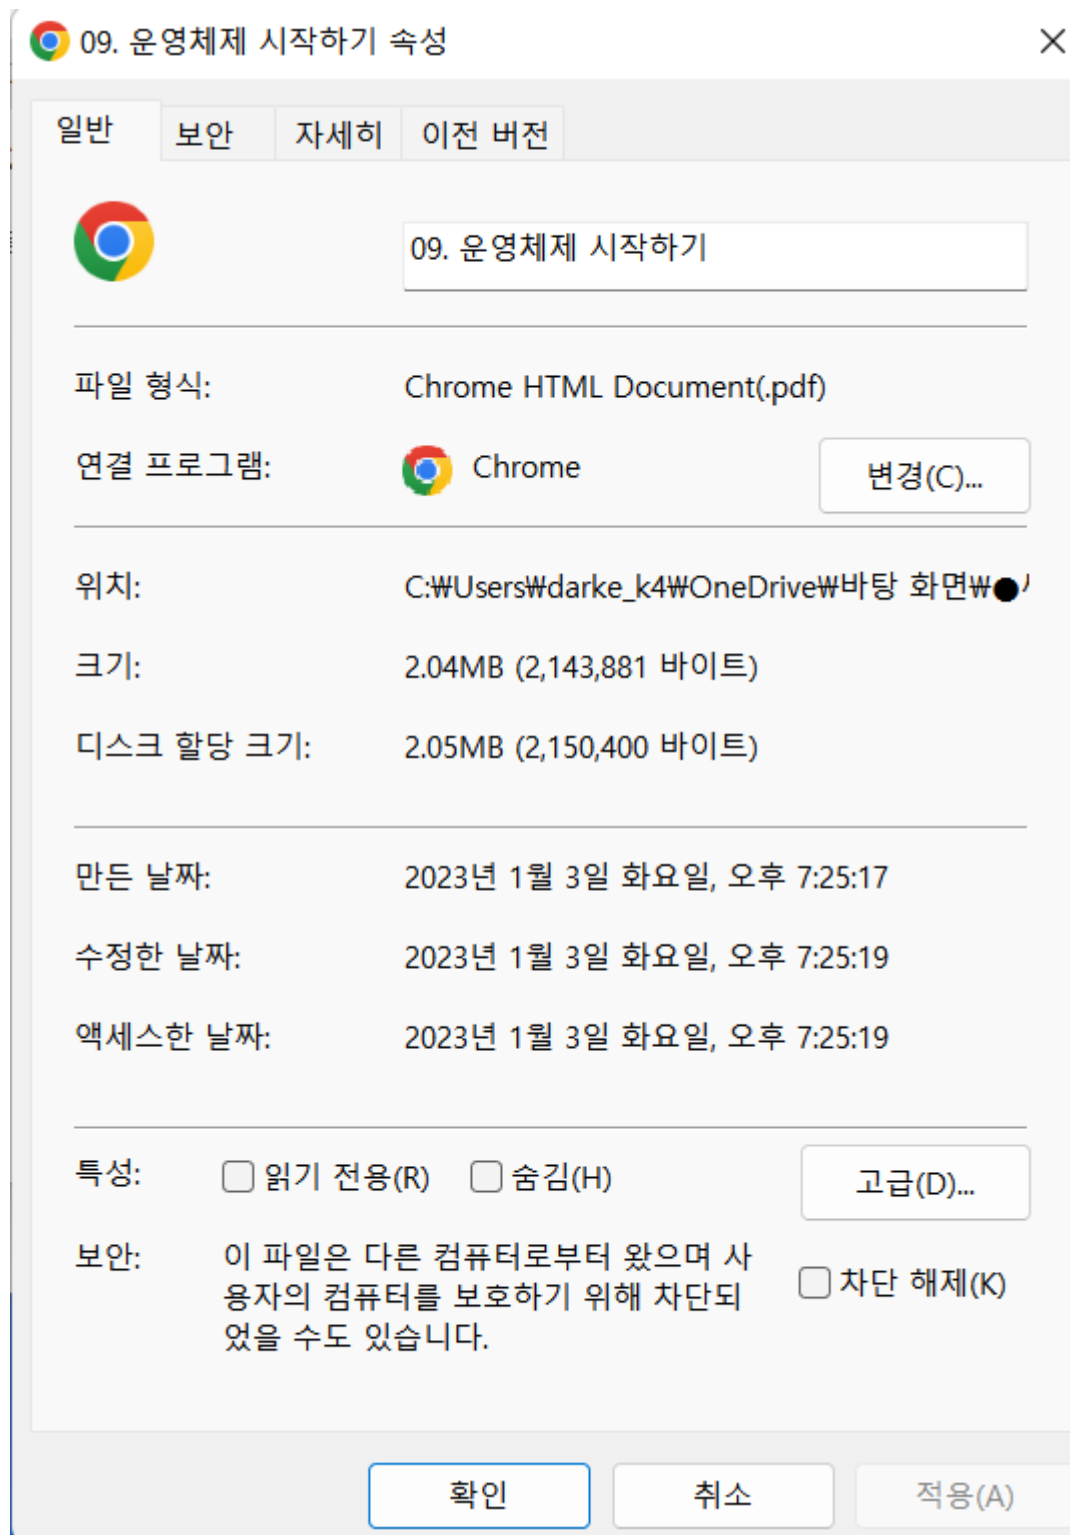 09. 운영체제 시작하기 속성
일반 보안 자세히 이전 버전
09. 운영체제 시작하기
파일 형식: Chrome HTML Document(.pdf)
연결 프로그램: Chrome 변경(C)...
위치: C:₩Users₩darke_k4₩OneDrive₩바탕 화면₩●
크기: 2.04MB (2,143,881 바이트)
디스크 할당 크기: 2.05MB (2,150,400 바이트)
만든 날짜: 2023년 1월 3일 화요일, 오후 7:25:17
수정한 날짜: 2023년 1월 3일 화요일, 오후 7:25:19
액세스한 날짜: 2023년 1월 3일 화요일, 오후 7:25:19
특성: 읽기 전용(R) 숨김(H) 고급(D)...
보안: 이 파일은 다른 컴퓨터로부터 왔으며 사
용자의 컴퓨터를 보호하기 위해 차단되 차단 해제(K)
었을 수도 있습니다.
확인 취소 적용(A)